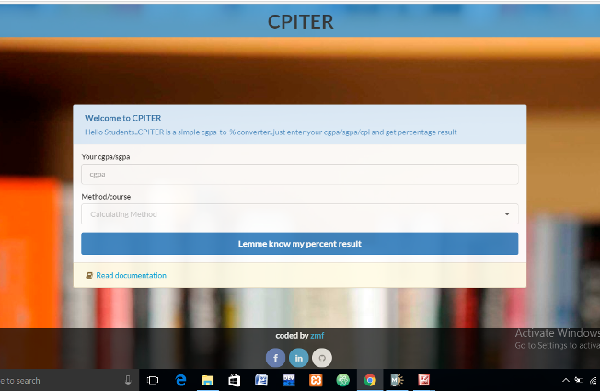 CPITER
Welcome to CPITER
Hello Students..CPITER is a simple cgpa to % converter.just enter your cgpa/sgpa/cpi and get percentage result
Your cgpa/sgpa
cgpa
Method/course
Calculating Method
Lemme know my percent result
Read documentation
coded by zmf
Activate Windows
Go to Settings to activa
e to search